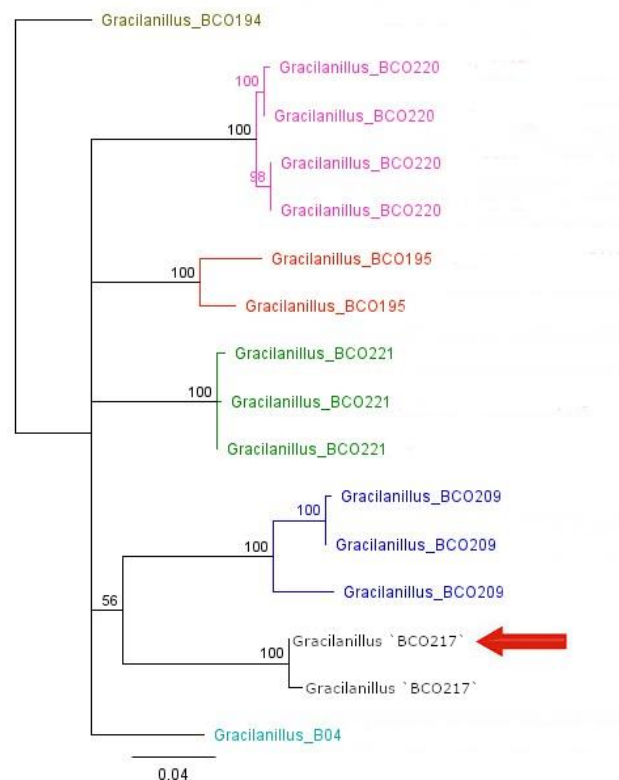 Gracilanillus_BCO194
Gracilanillus_BCO220
100
Gracilanillus_BCO220
100
Gracilanillus_BCO220
98
Gracilanillus_BCO220
Gracilanillus_BCO195
100
Gracilanillus_BCO195
Gracilanillus_BCO221
100
Gracilanillus_BCO221
Gracilanillus_BCO221
Gracilanillus_BCO209
100
Gracilanillus_BCO209
100
Gracilanillus_BCO209
56
Gracilanillus `BCO217`
100
Gracilanillus `BCO217`
Gracilanillus_B04
0.04